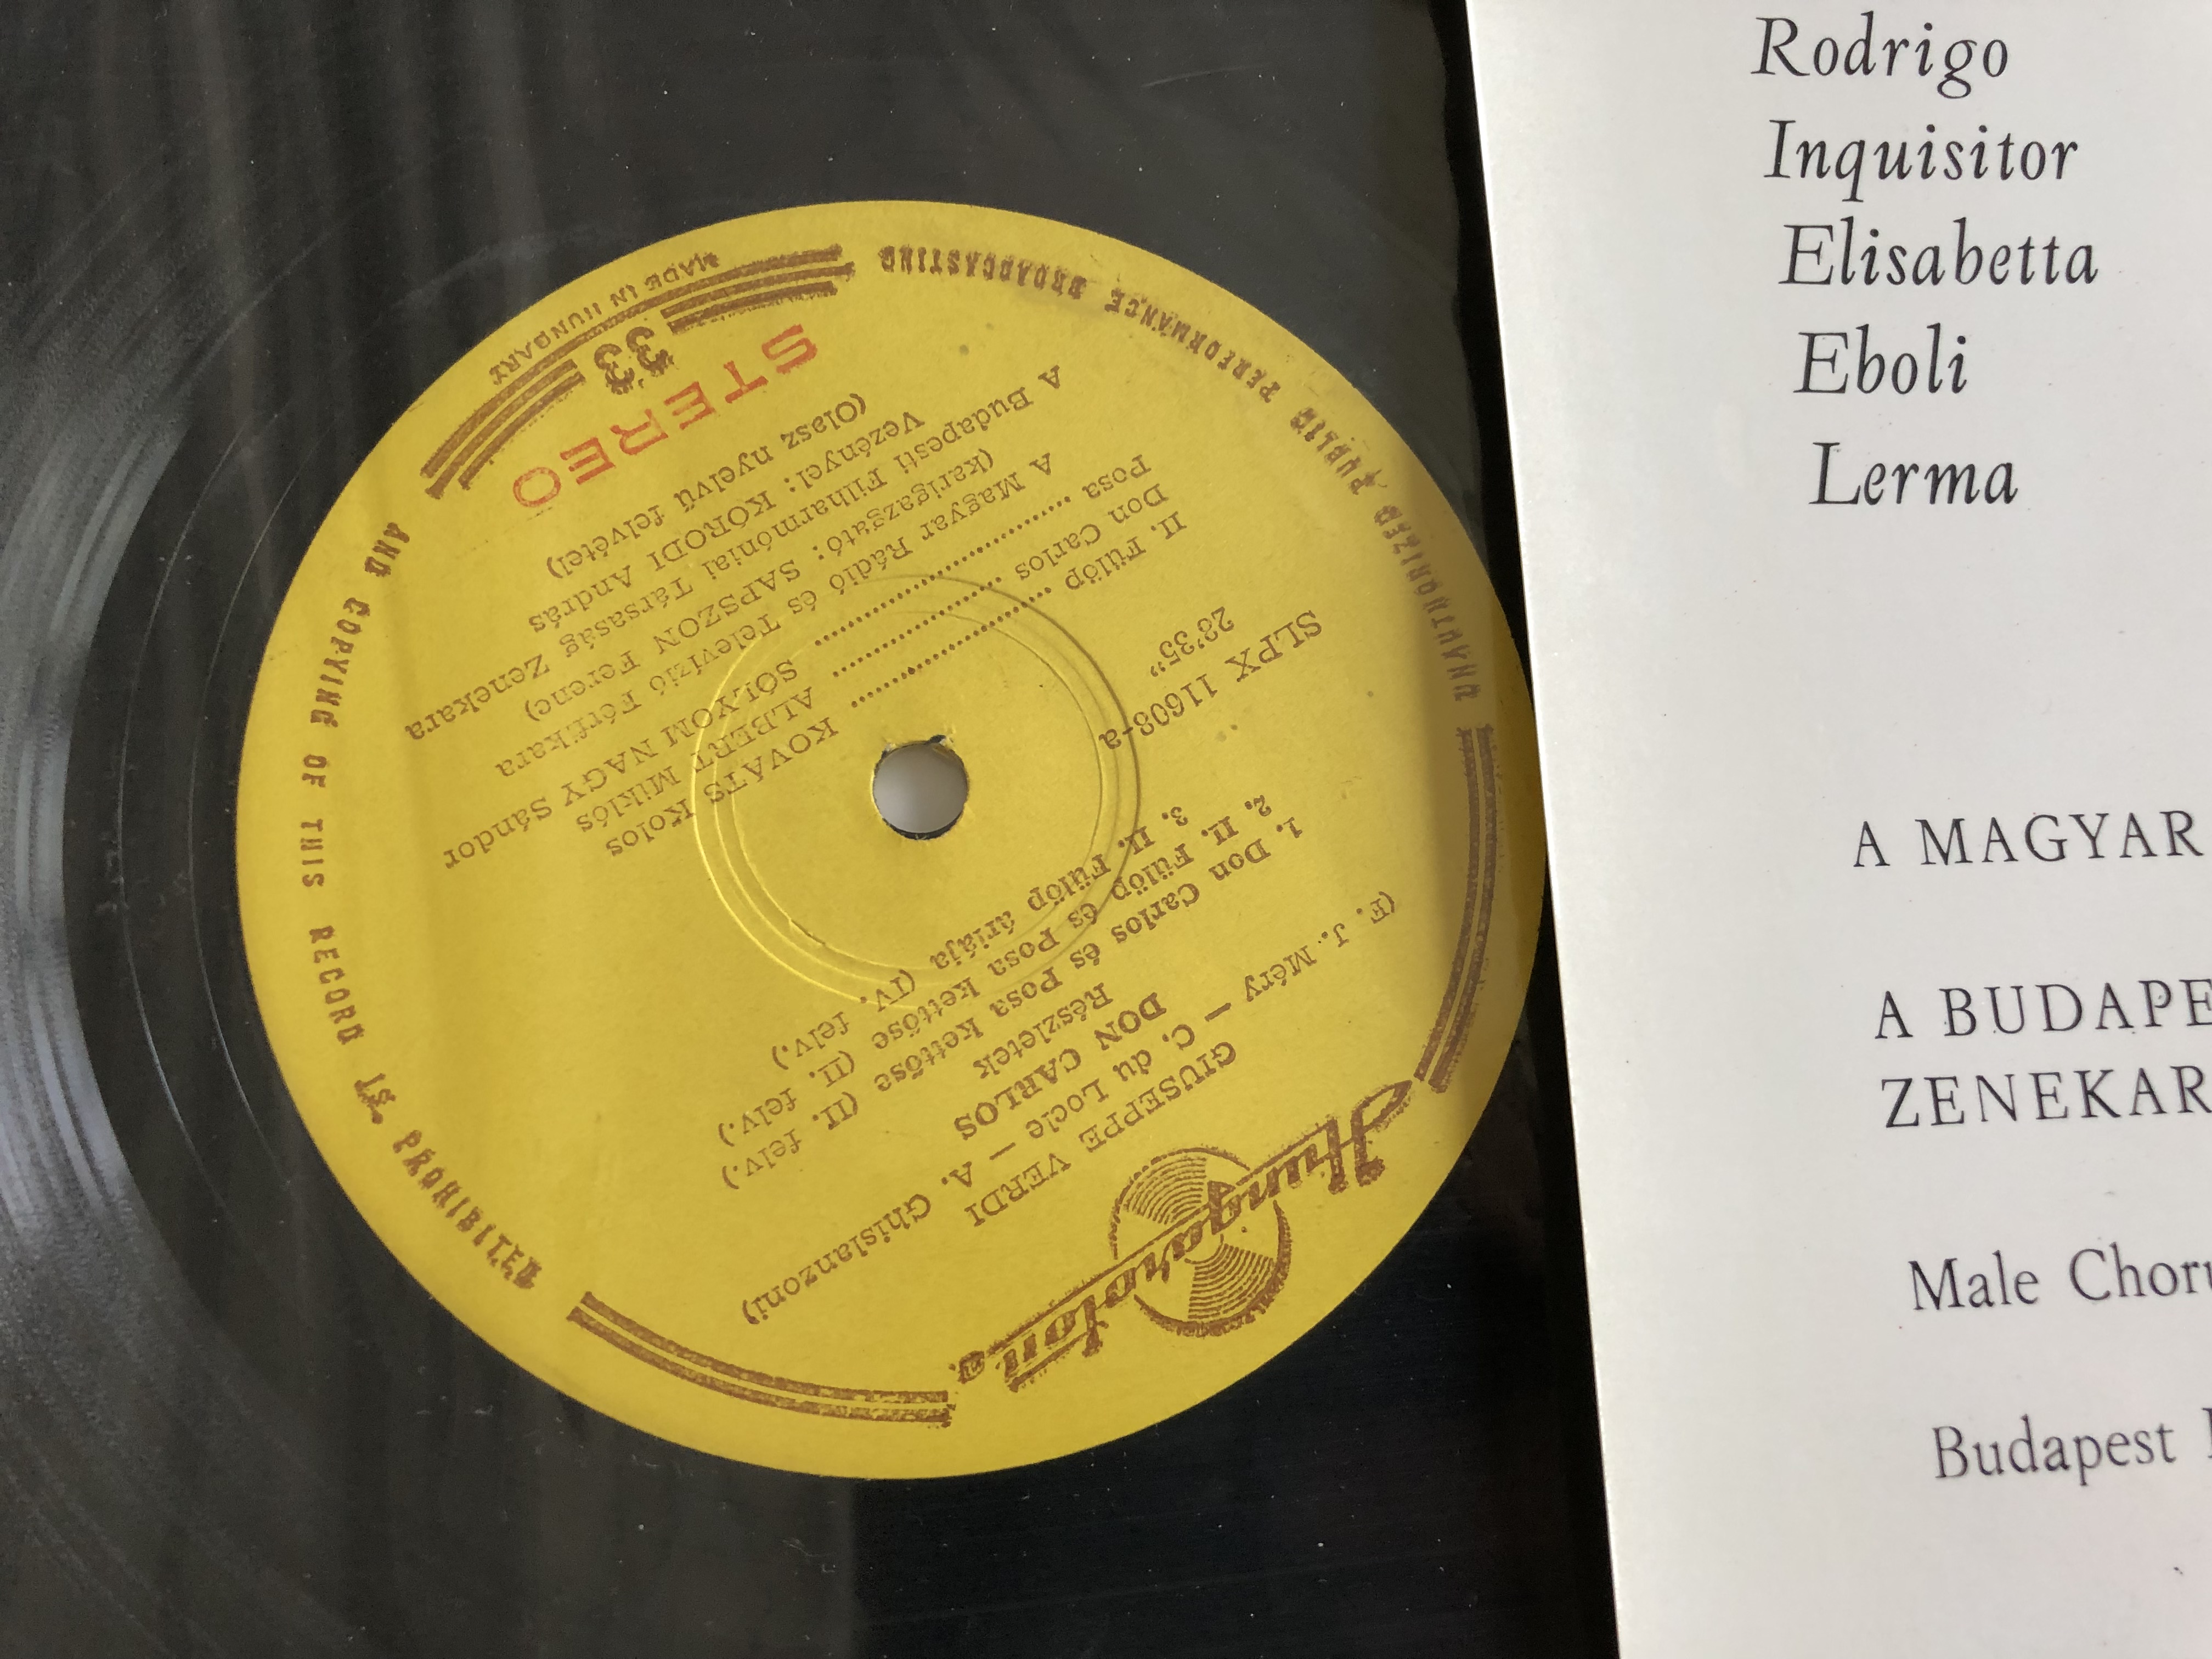 Hungaroton
GIUSEPPE VERDI
(F. J. Méry — C. du Locle — A. Ghislanzoni)
DON CARLOS
Részletek
1. Don Carlos és Posa kettőse (II. felv.)
2. II. Fülöp és Posa kettőse (II. felv.)
3. II. Fülöp áriája (IV. felv.)
SLPX 11608-a
23'35"
II. Fülöp ........................ KOVÁTS Kolos
Don Carlos ........................ ALBERT Miklós
Posa ........................ SÓLYOM NAGY Sándor
A Magyar Rádió és Televízió Férfikara
(karigazgató: SAPSZON Ferenc)
A Budapesti Filharmóniai Társaság Zenekara
Vezényel: KÓRODI András
(Olasz nyelvű felvétel)
STEREO
33
MADE IN HUNGARY
UNAUTHORIZED PUBLIC PERFORMANCE BROADCASTING
AND COPYING OF THIS RECORD IS PROHIBITED
Rodrigo
Inquisitor
Elisabetta
Eboli
Lerma
A MAGYAR
A BUDAPE
ZENEKAR
Male Choru
Budapest